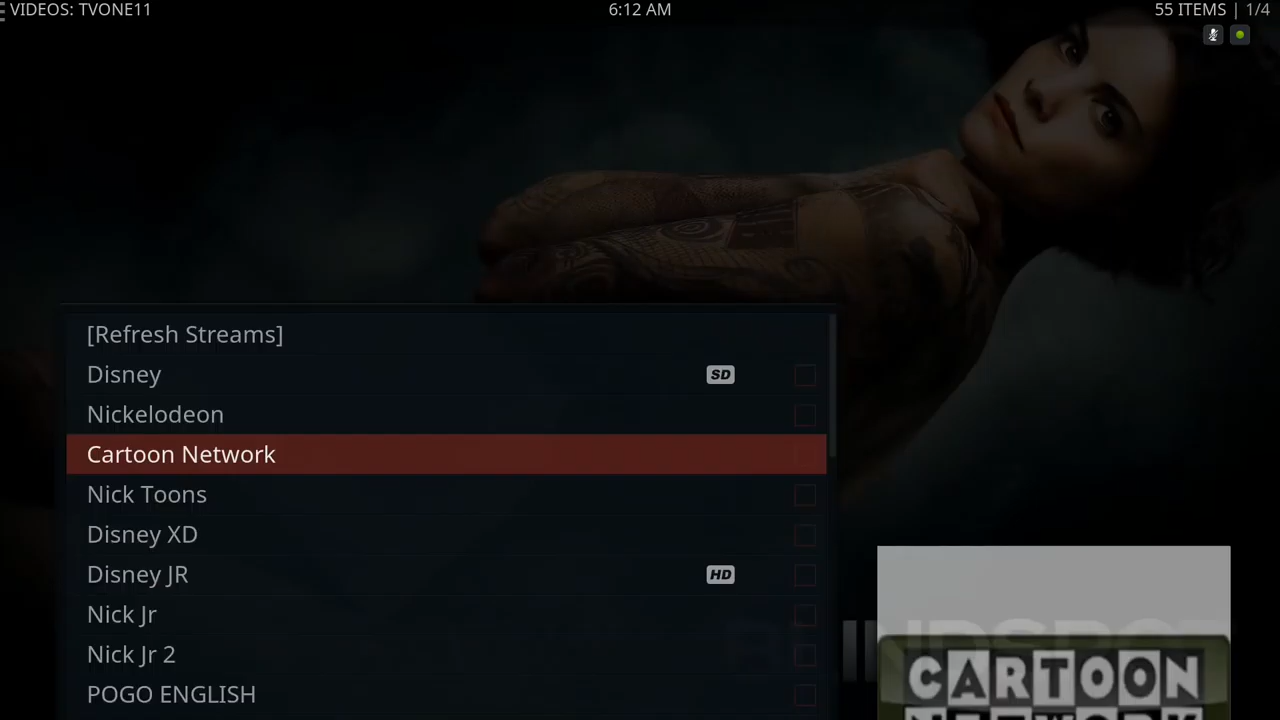 VIDEOS: TVONE11
6:12 AM
55 ITEMS | 1/4
[Refresh Streams]
Disney
SD
Nickelodeon
Cartoon Network
Nick Toons
Disney XD
Disney JR
HD
Nick Jr
Nick Jr 2
POGO ENGLISH
CARTOON
NETWORK